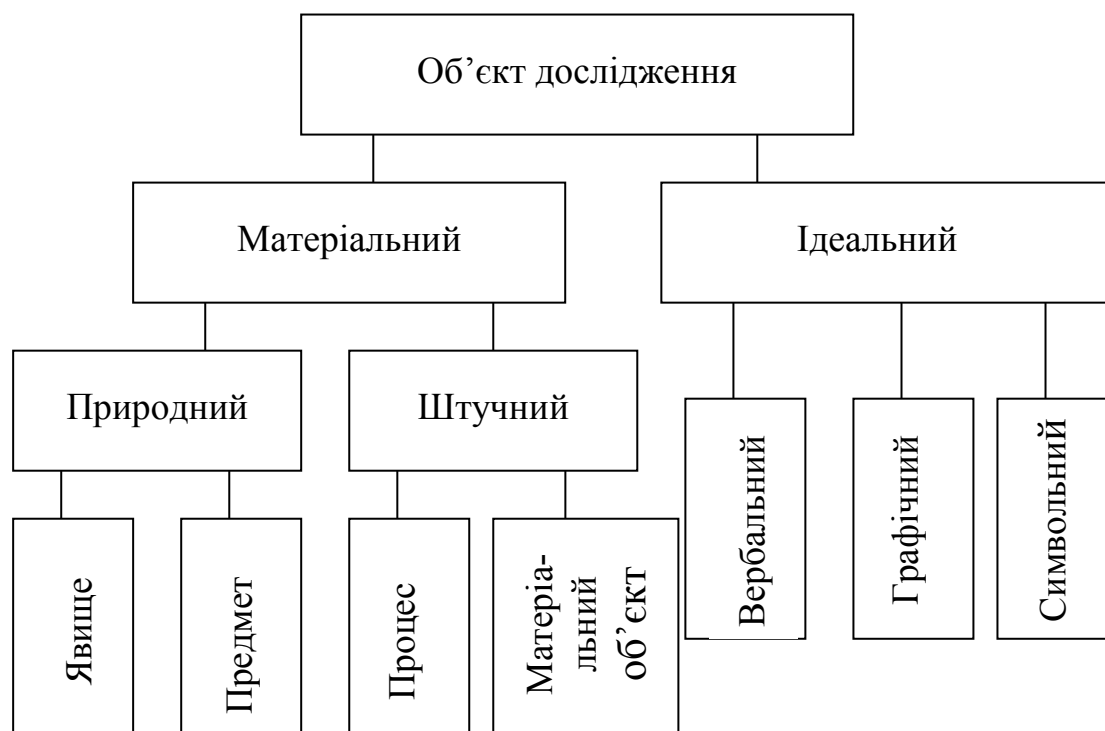 Об’єкт дослідження
Матеріальний
Ідеальний
Природний
Штучний
Вербальний
Графічний
Символьний
Явище
Предмет
Процес
Матеріа-
льний
об’єкт